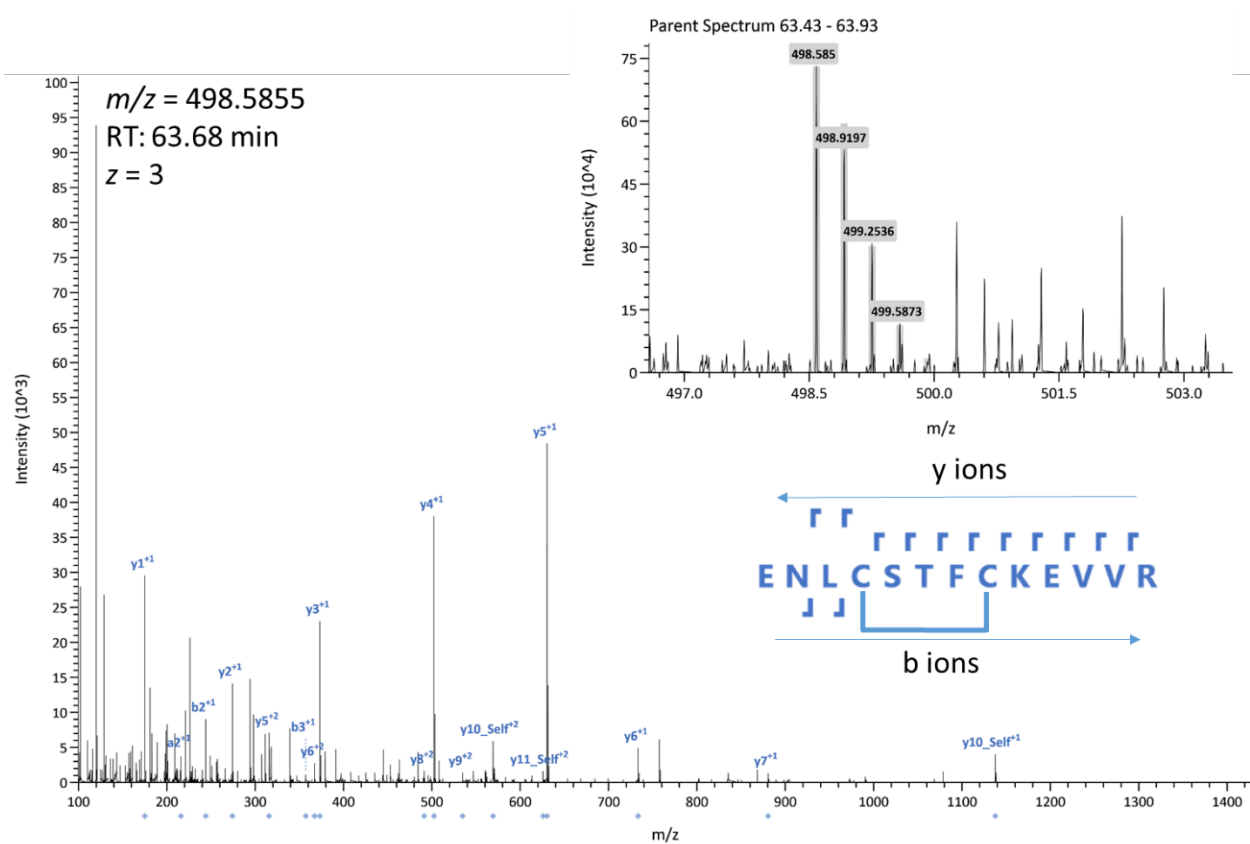 Parent Spectrum 63.43 - 63.93
75
60
45
30
15
0
Intensity (10^4)
498.585
498.9197
499.2536
499.5873
497.0 498.5 500.0 501.5 503.0
m/z
m/z = 498.5855
RT: 63.68 min
z = 3
100
95
90
85
80
75
70
65
60
55
50
45
40
35
30
25
20
15
10
5
0
Intensity (10^3)
y1+1
a2+1
b2+1
y2+1
y5+2
b3+1
y6+2
y3+1
y4+1
y8+2
y9+2
y10_Self+2
y11_Self+2
y5+1
y6+1
y7+1
y10_Self+1
100 200 300 400 500 600 700 800 900 1000 1100 1200 1300 1400
m/z
y ions
E N L C S T F C K E V V R
b ions